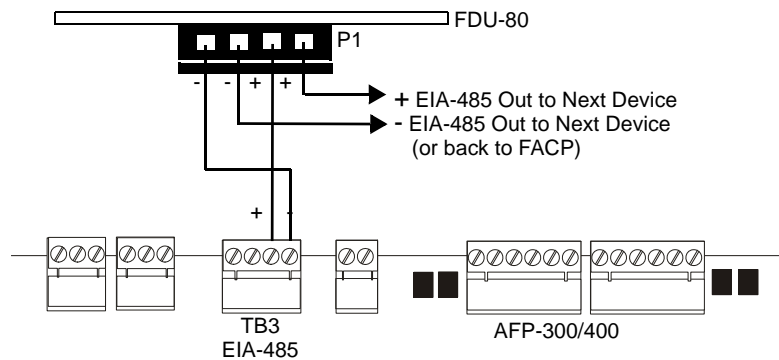 FDU-80
P1
- - + +
+ EIA-485 Out to Next Device
- EIA-485 Out to Next Device
(or back to FACP)
+ -
TB3
EIA-485
AFP-300/400